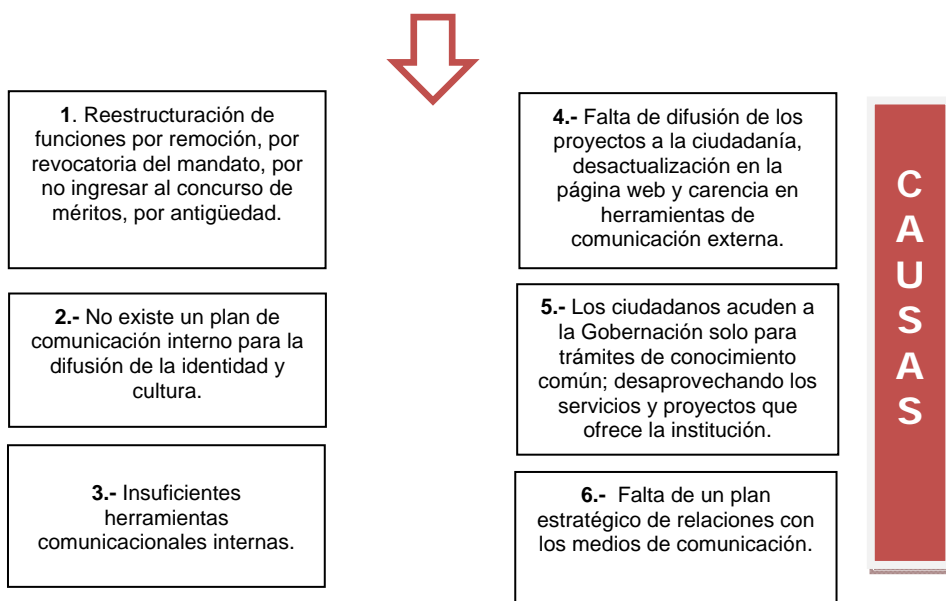 1. Reestructuración de
funciones por remoción, por
revocatoria del mandato, por
no ingresar al concurso de
méritos, por antigüedad.
2.- No existe un plan de
comunicación interno para la
difusión de la identidad y
cultura.
3.- Insuficientes
herramientas
comunicacionales internas.
4.- Falta de difusión de los
proyectos a la ciudadanía,
desactualización en la
página web y carencia en
herramientas de
comunicación externa.
5.- Los ciudadanos acuden a
la Gobernación solo para
trámites de conocimiento
común; desaprovechando los
servicios y proyectos que
ofrece la institución.
6.- Falta de un plan
estratégico de relaciones con
los medios de comunicación.
C
A
U
S
A
S